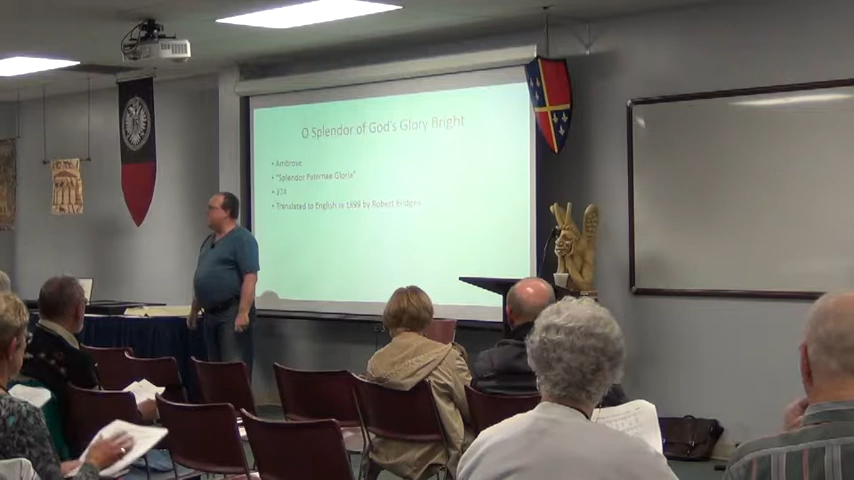 O Splendor of God's Glory Bright
• Ambrose
• "Splendor Paternae Gloria"
• 374
• Translated to English in 1899 by Robert Bridges